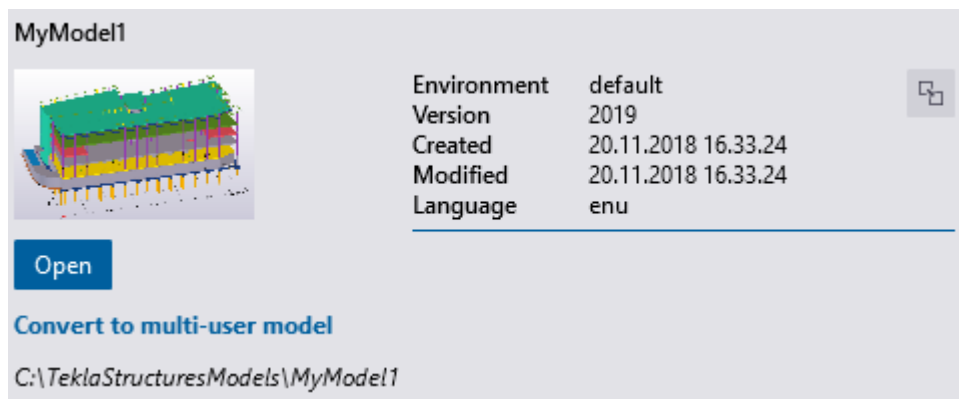 MyModel1
Environment default
Version 2019
Created 20.11.2018 16.33.24
Modified 20.11.2018 16.33.24
Language enu
Open
Convert to multi-user model
C:\TeklaStructuresModels\MyModel1